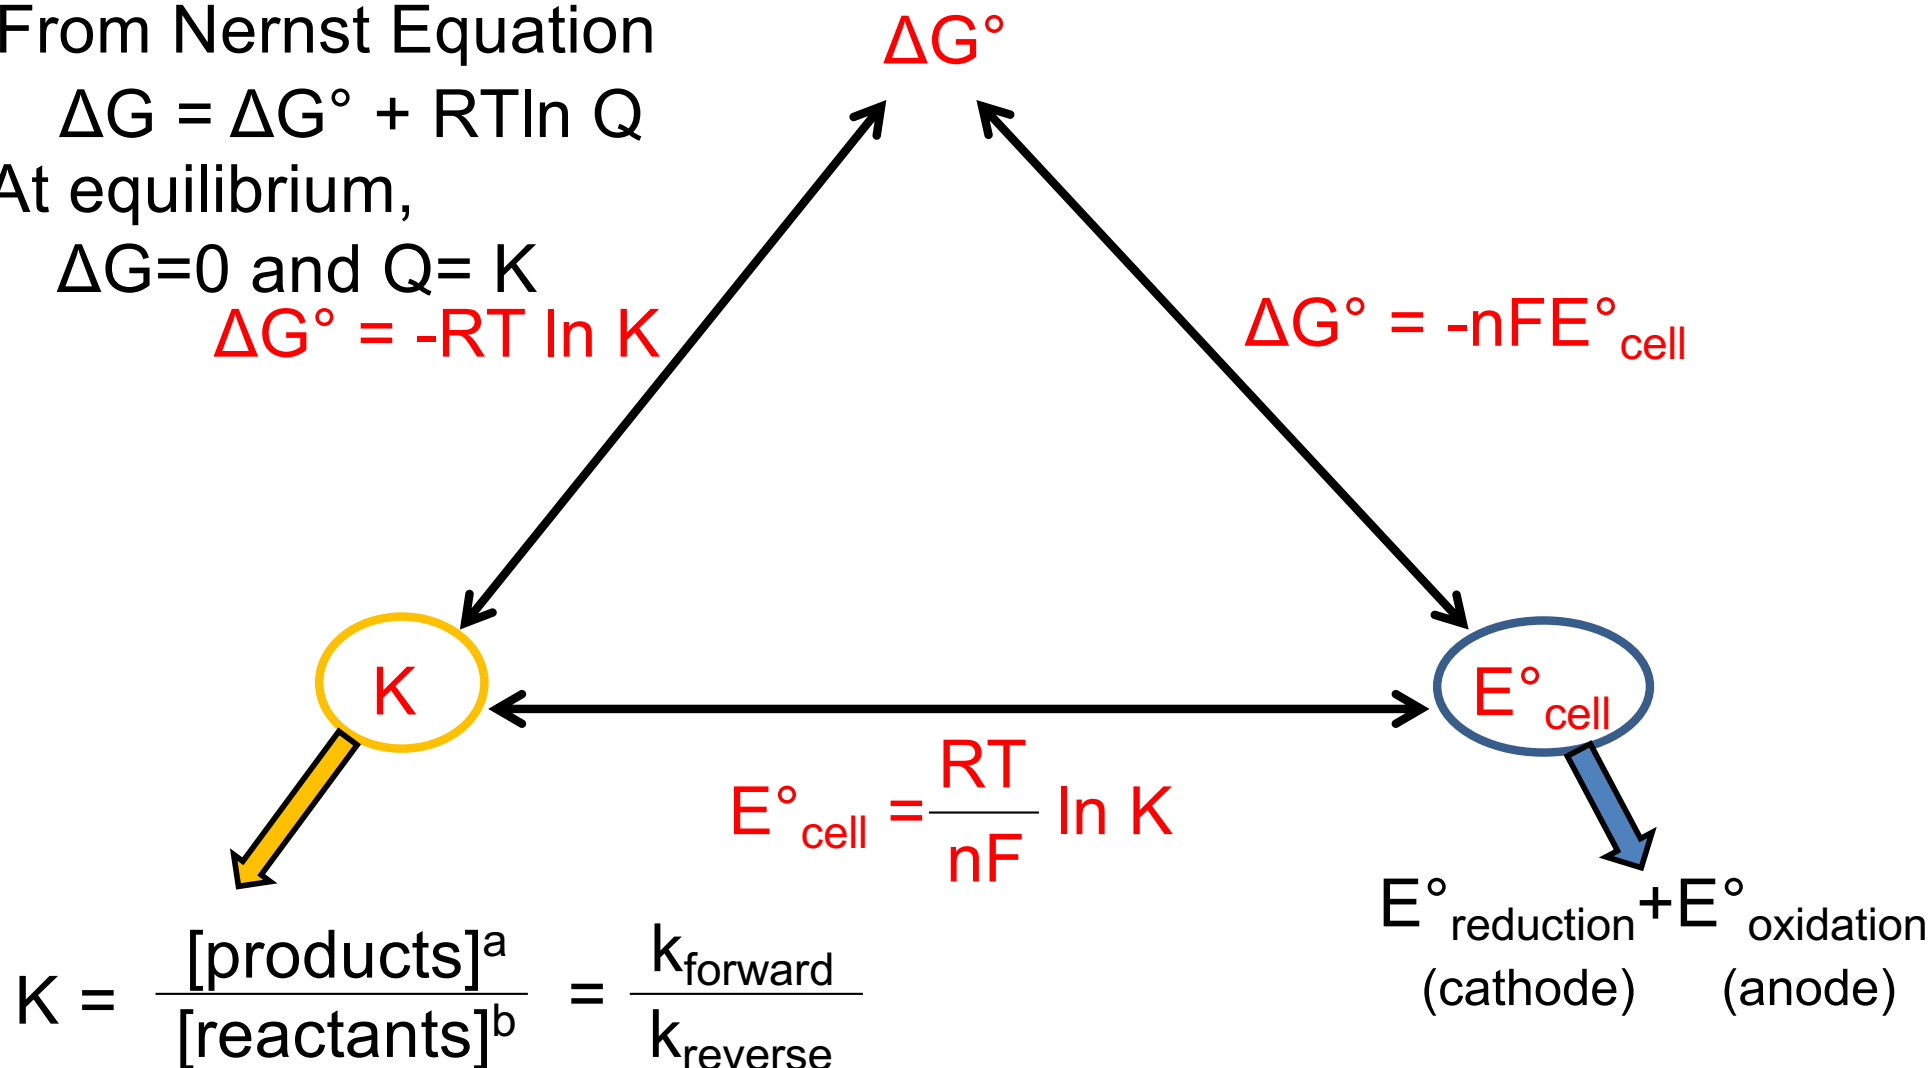 From Nernst Equation
ΔG = ΔG° + RTln Q
At equilibrium,
ΔG=0 and Q= K
ΔG° = -RT ln K
ΔG°
ΔG° = -nFE°cell
K
E°cell
E°cell = RT/nF ln K
K = [products]ᵃ/[reactants]ᵇ = kforward/kreverse
E°reduction+E°oxidation
(cathode) (anode)